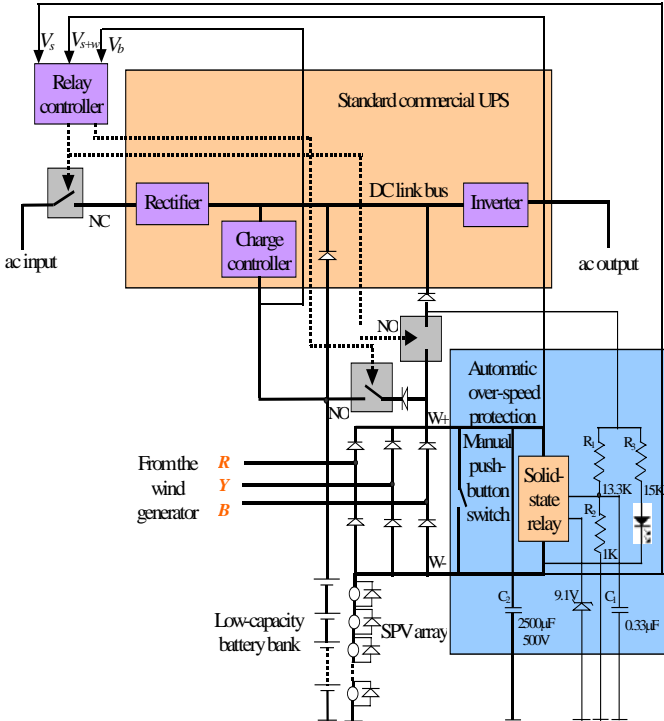 Vs
Vs+w
Vb
Relay
controller
Standard commercial UPS
NC
Rectifier
DC link bus
Inverter
Charge
controller
ac input
ac output
NO
NO
Automatic
over-speed
protection
W+
Manual
push-
button
switch
R1
R3
From the
wind
generator
R
Y
B
Solid-
state
relay
13.3K
15K
R2
1K
W-
C2
2500µF
500V
9.1V
C1
0.33µF
Low-capacity
battery bank
SPV array